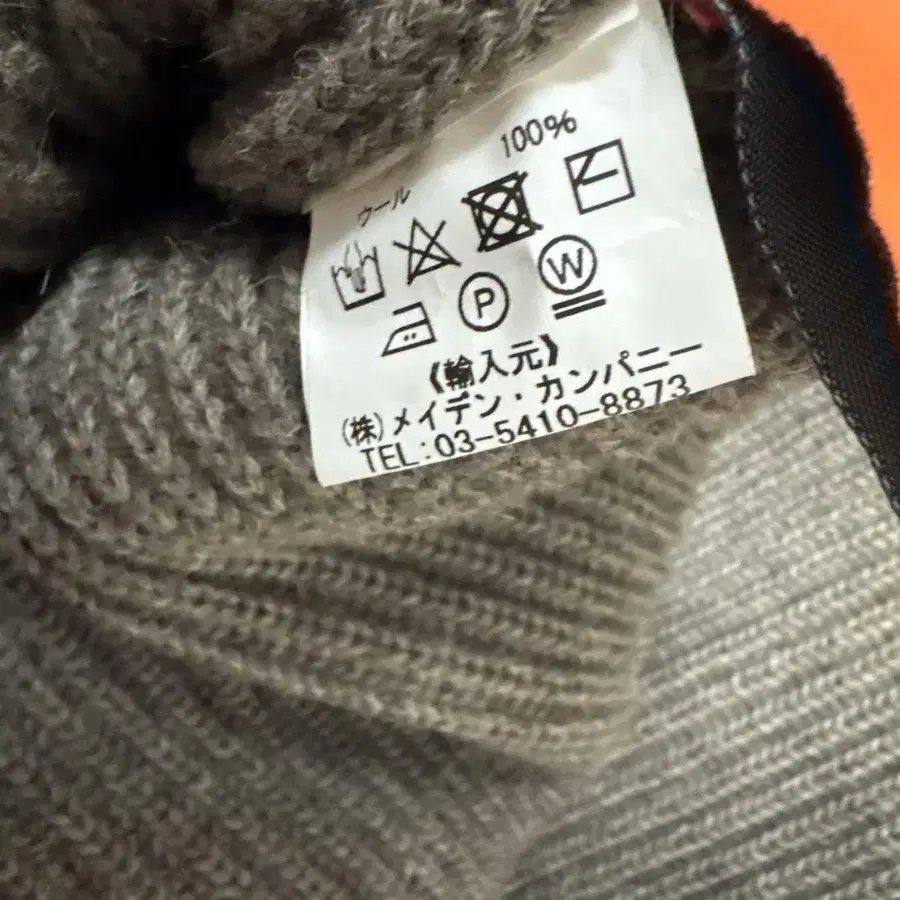 ウール 100%
P W
《輸入元》
(株)メイデン・カンパニー
TEL:03-5410-8873